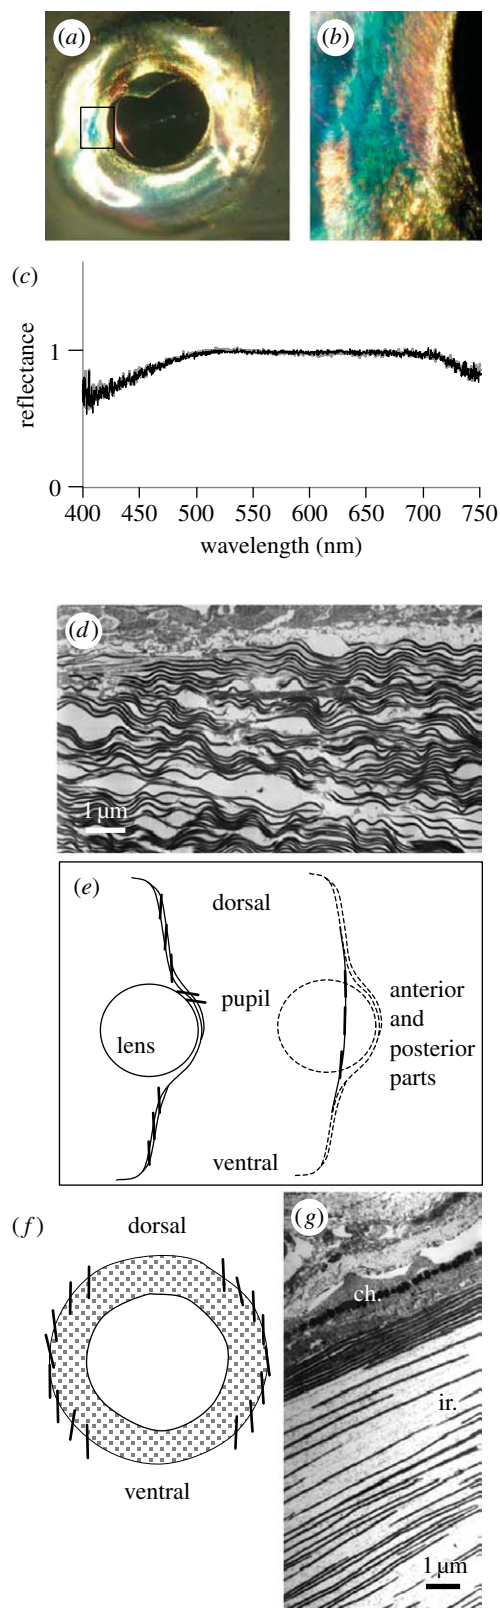 (a)
(b)
(c)
1
0
reflectance
400 450 500 550 600 650 700 750
wavelength (nm)
(d)
1 µm
(e)
dorsal
pupil
lens
anterior
and
posterior
parts
ventral
(f)
dorsal
ventral
(g)
ch.
ir.
1 µm